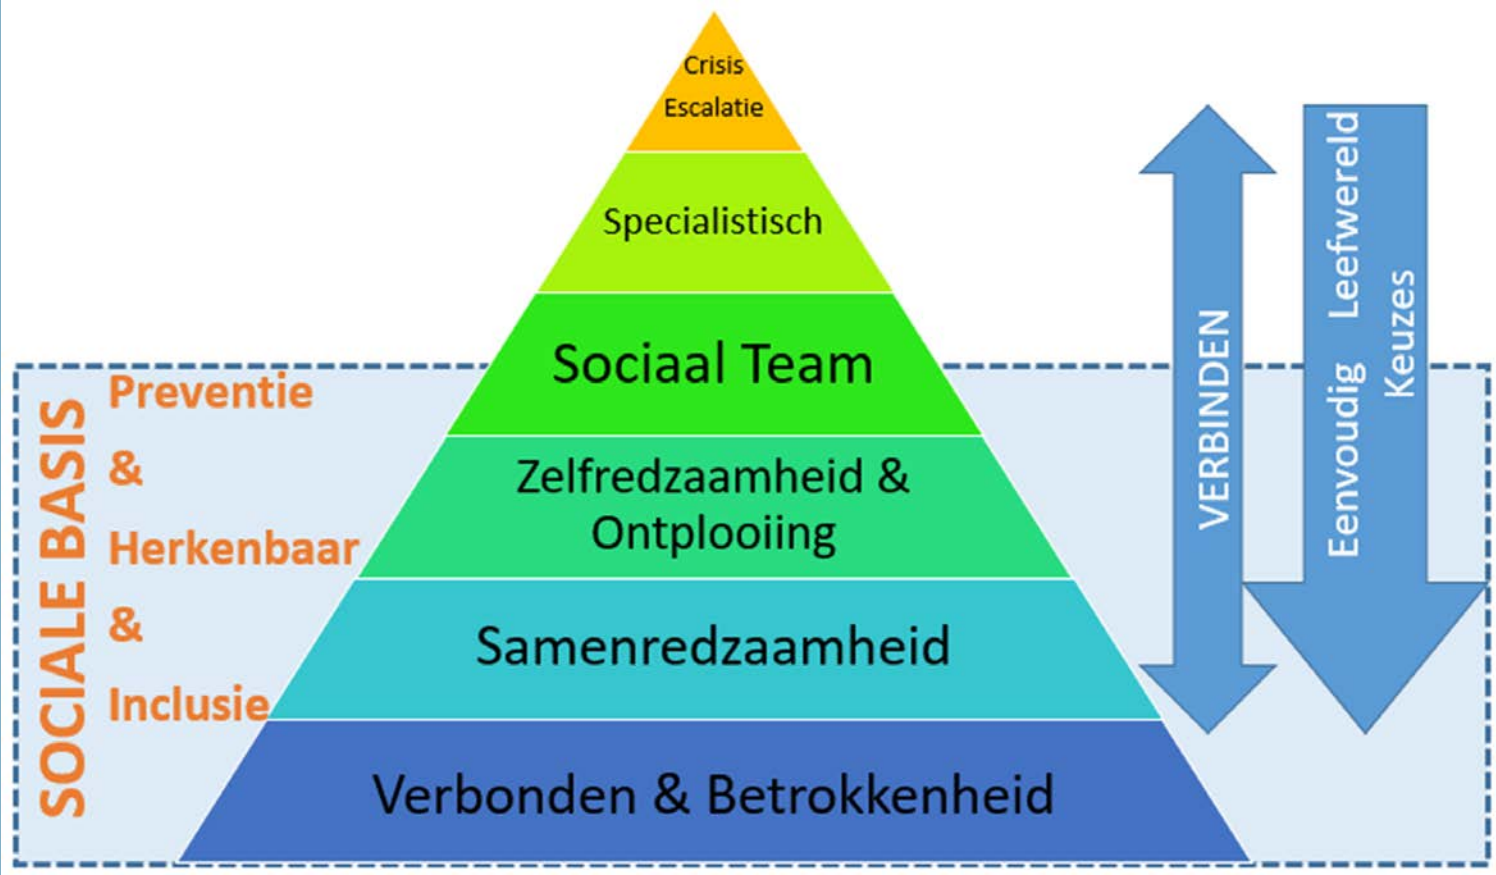 Crisis
Escalatie
Specialistisch
Sociaal Team
Zelfredzaamheid &
Ontplooiing
Samenredzaamheid
Verbonden & Betrokkenheid
SOCIALE BASIS
Preventie
&
Herkenbaar
&
Inclusie
VERBINDEN
Eenvoudig Leefwereld
Keuzes